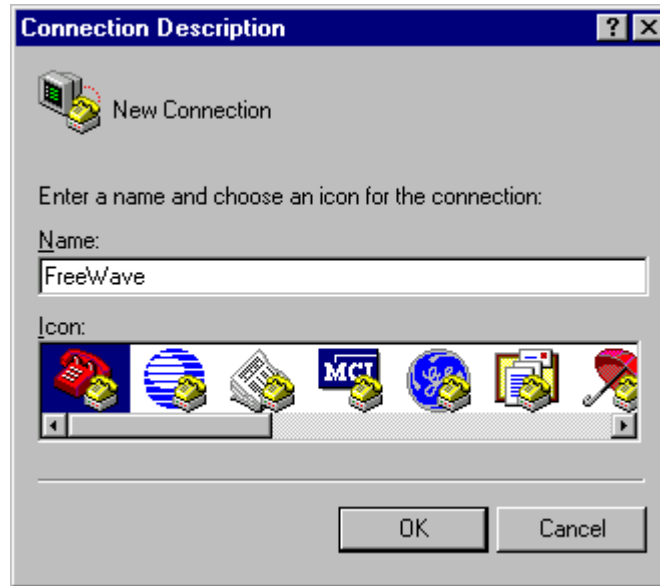 Connection Description
New Connection
Enter a name and choose an icon for the connection:
Name:
FreeWave
Icon:
MCI
OK Cancel